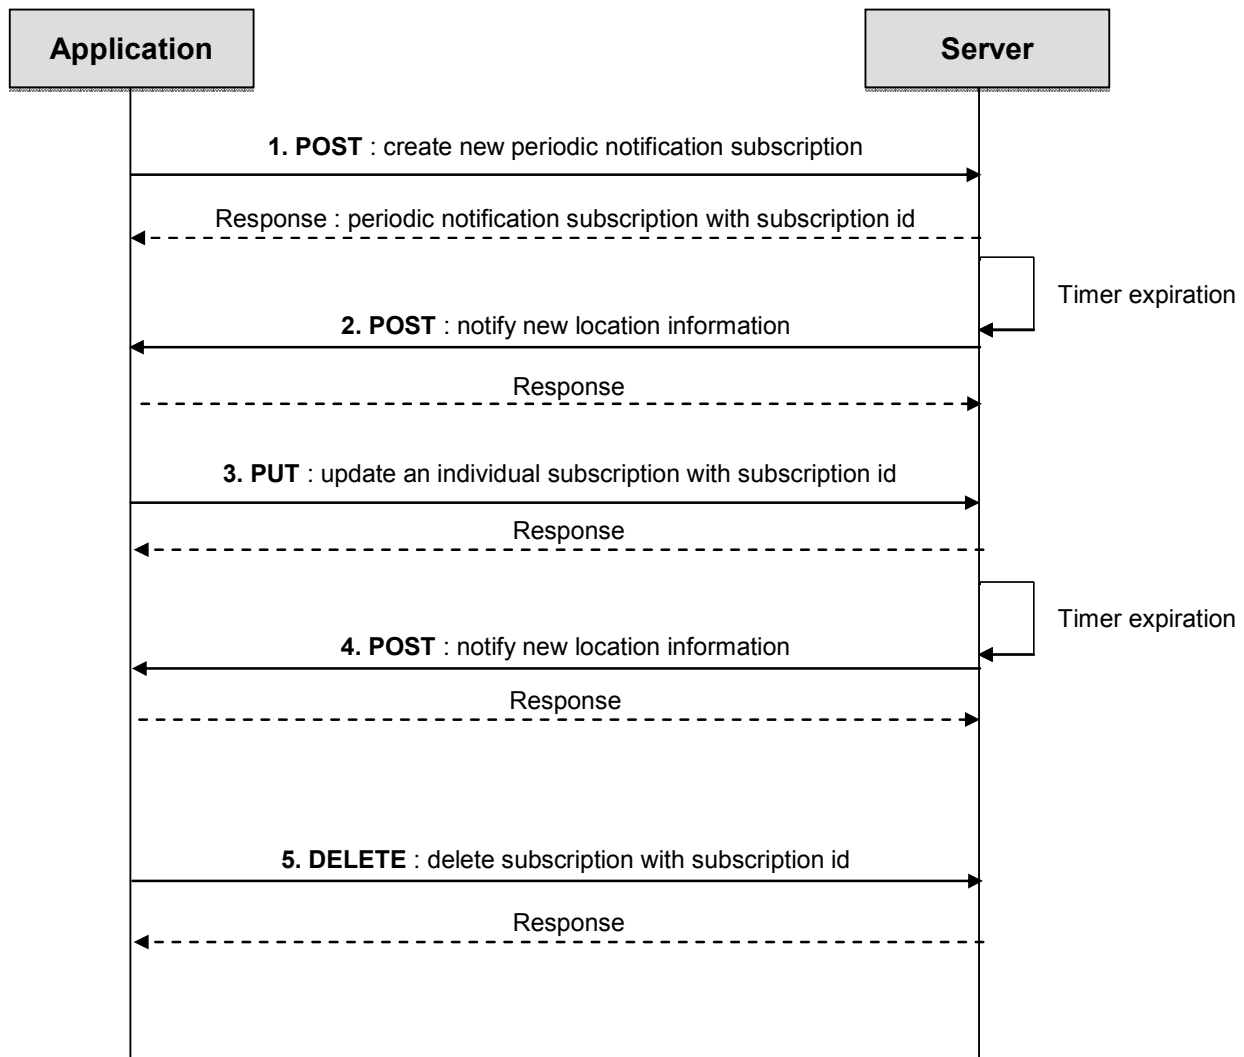 Application
Server
1. POST : create new periodic notification subscription
Response : periodic notification subscription with subscription id
Timer expiration
2. POST : notify new location information
Response
3. PUT : update an individual subscription with subscription id
Response
Timer expiration
4. POST : notify new location information
Response
5. DELETE : delete subscription with subscription id
Response